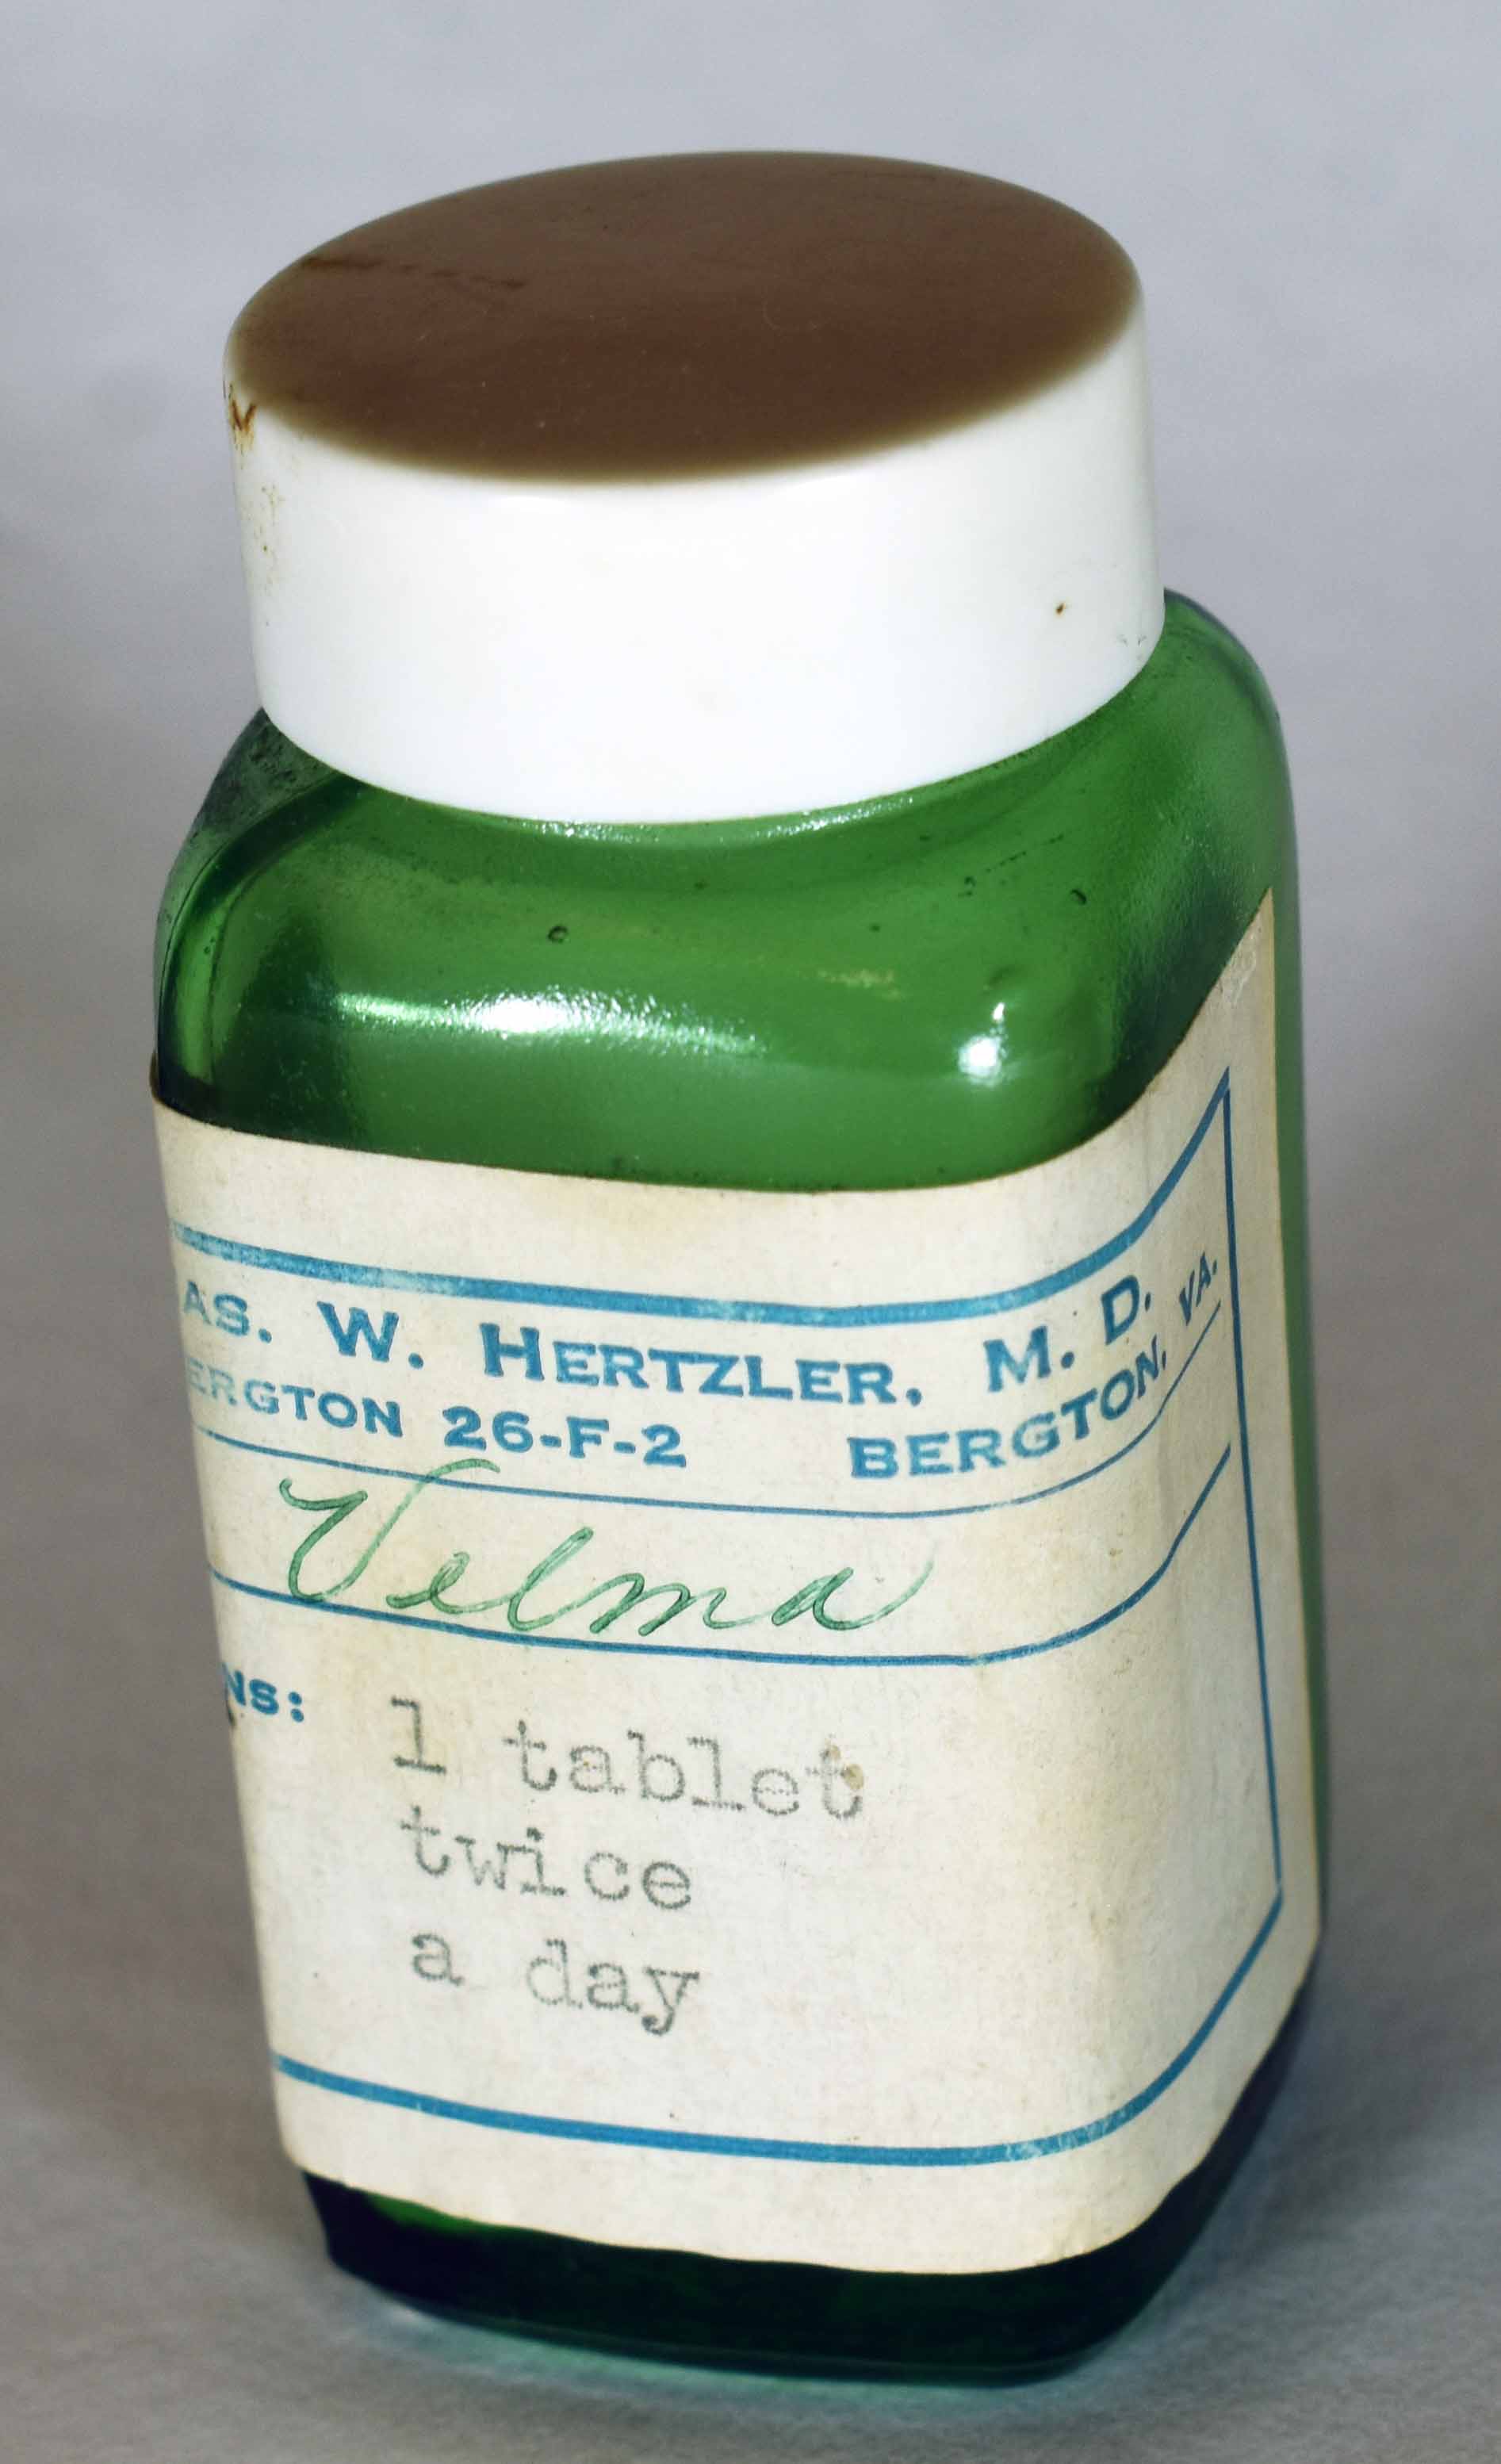 AS. W. HERTZLER, M. D.
ERGTON 26-F-2 BERGTON, VA.
Velma
NS: 1 tablet
twice
a day